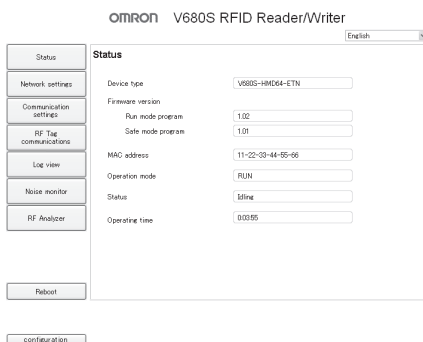 OMRON V680S RFID Reader/Writer
English
Status
Network settings
Communication
settings
RF Tag
communications
Log view
Noise monitor
RF Analyzer
Reboot
configuration
Status
Device type V680S-HMD64-ETN
Firmware version
Run mode program 1.02
Safe mode program 1.01
MAC address 11-22-33-44-55-66
Operation mode RUN
Status Idling
Operating time 0:03:55